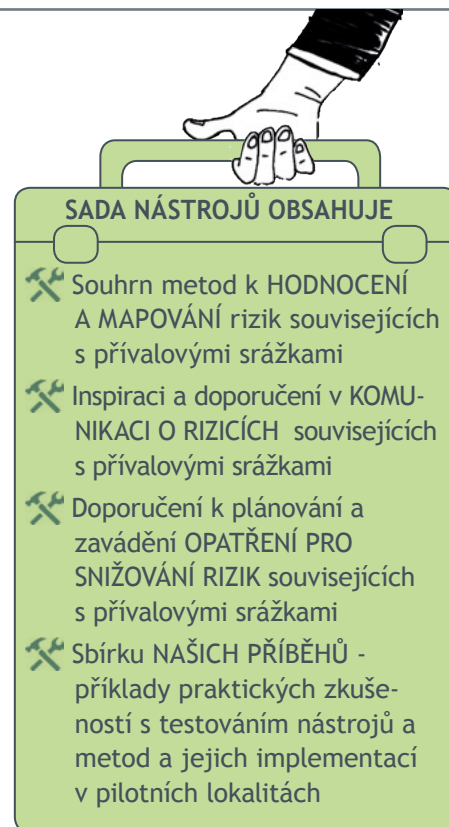 SADA NÁSTROJŮ OBSAHUJE
Souhrn metod k HODNOCENÍ
A MAPOVÁNÍ rizik souvisejících
s přívalovými srážkami
Inspiraci a doporučení v KOMU-
NIKACI O RIZICÍCH souvisejících
s přívalovými srážkami
Doporučení k plánování a
zavádění OPATŘENÍ PRO
SNIŽOVÁNÍ RIZIK souvisejících
s přívalovými srážkami
Sbírku NAŠICH PŘÍBĚHŮ -
příklady praktických zkuše-
ností s testováním nástrojů a
metod a jejich implementací
v pilotních lokalitách